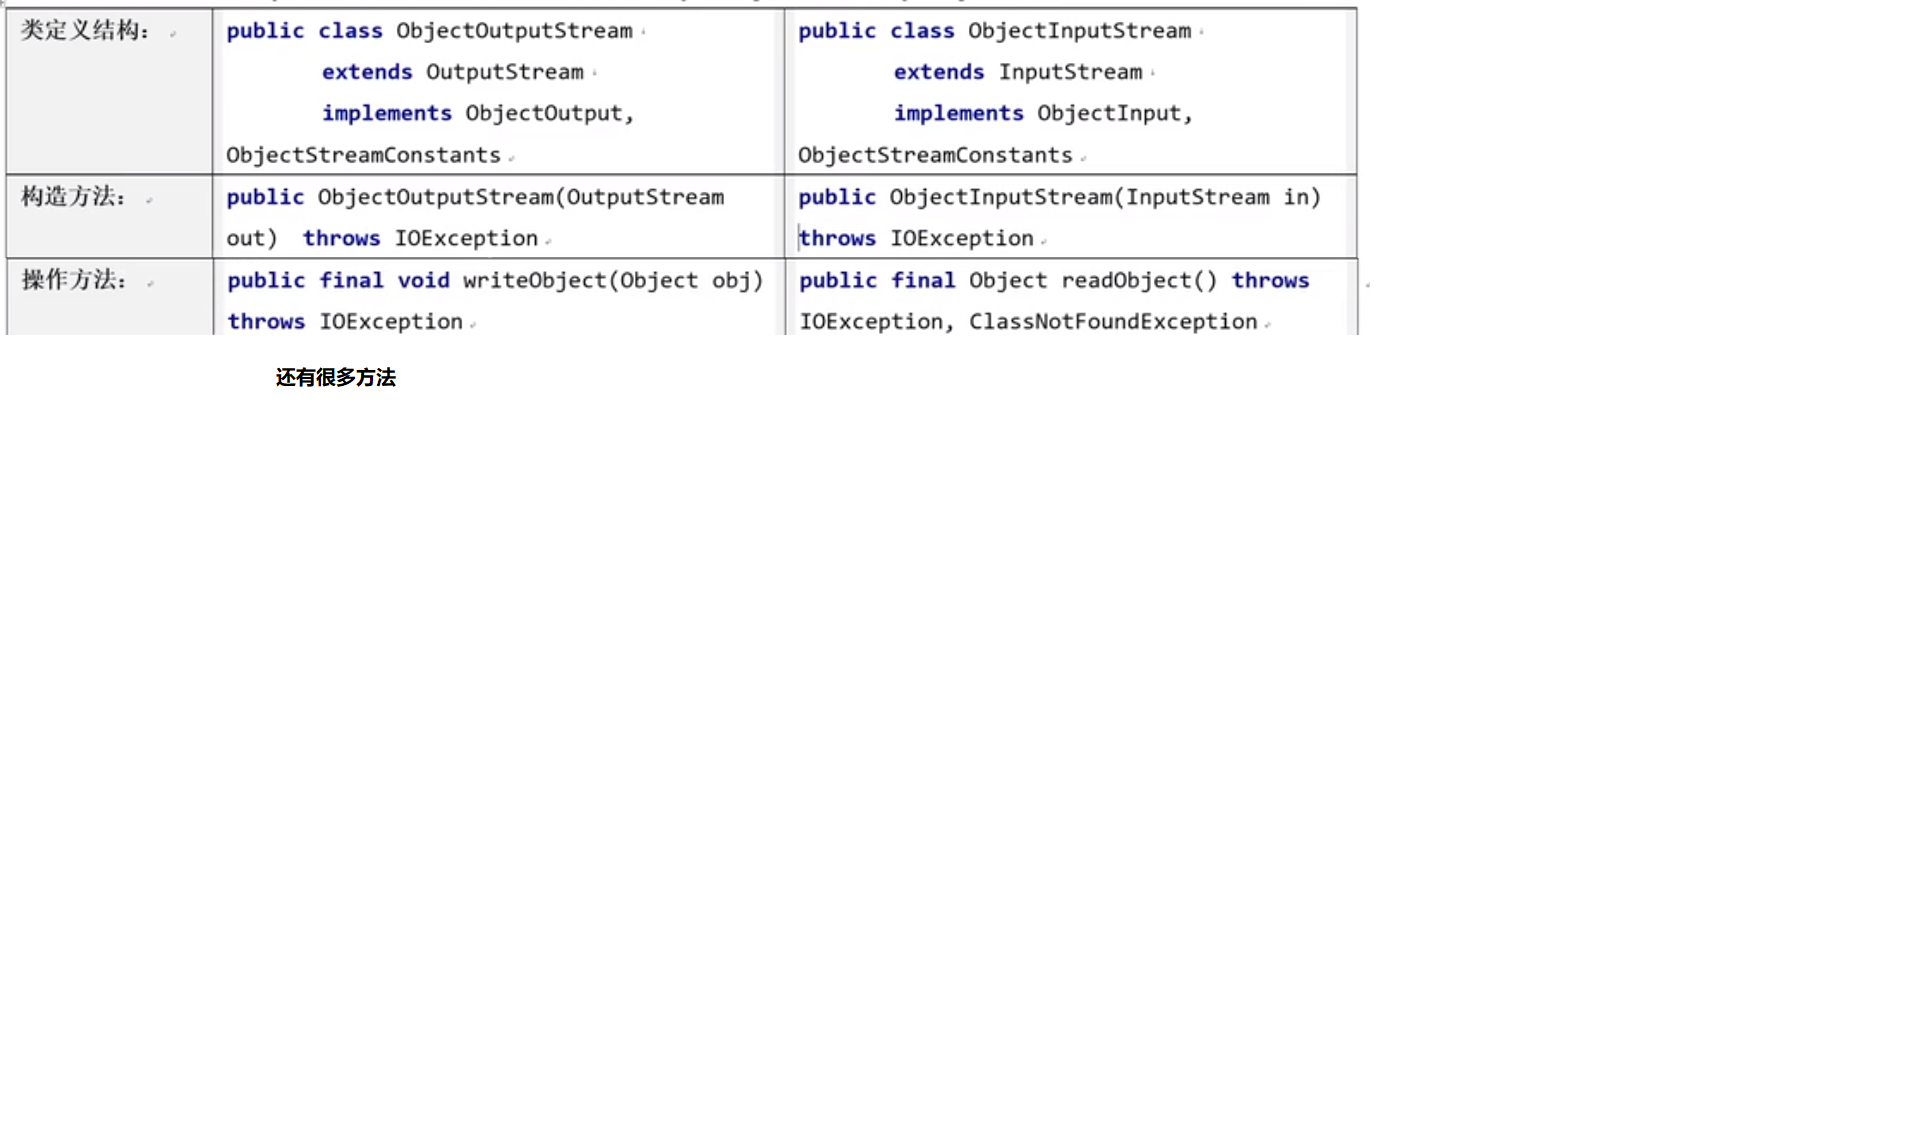 类定义结构：
public class ObjectOutputStream
extends OutputStream
implements ObjectOutput,
ObjectStreamConstants
public class ObjectInputStream
extends InputStream
implements ObjectInput,
ObjectStreamConstants
构造方法：
public ObjectOutputStream(OutputStream
out) throws IOException
public ObjectInputStream(InputStream in)
throws IOException
操作方法：
public final void writeObject(Object obj)
throws IOException
public final Object readObject() throws
IOException, ClassNotFoundException
还有很多方法